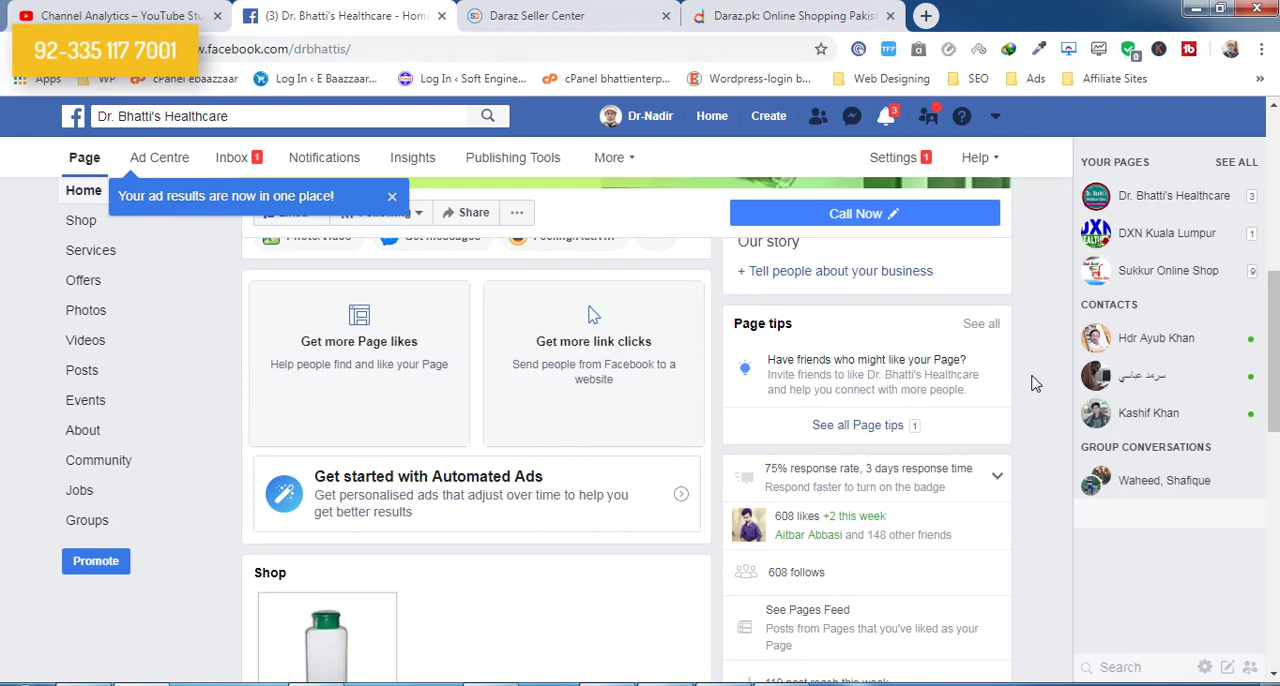 Channel Analytics – YouTube Stu
(3) Dr. Bhatti's Healthcare - Hom
Daraz Seller Center
Daraz.pk: Online Shopping Pakist
92-335 117 7001
w.facebook.com/drbhattis/
Apps
WP
cPanel ebaazzaar
Log In ‹ E Baazzaar...
Log In ‹ Soft Engine...
cPanel bhattienterp...
Wordpress-login b...
Web Designing
SEO
Ads
Affiliate Sites
»
Dr. Bhatti's Healthcare
Dr-Nadir
Home
Create
3
Page
Ad Centre
Inbox 1
Notifications
Insights
Publishing Tools
More
Settings 1
Help
Your ad results are now in one place!
Following
Share
Call Now
Home
Shop
Services
Offers
Photos
Videos
Posts
Events
About
Community
Jobs
Groups
Promote
Photo/Video
Get messages
Feeling/Activi...
Get more Page likes
Help people find and like your Page
Get more link clicks
Send people from Facebook to a
website
Get started with Automated Ads
Get personalised ads that adjust over time to help you
get better results
Shop
Our story
+ Tell people about your business
Page tips
See all
Have friends who might like your Page?
Invite friends to like Dr. Bhatti's Healthcare
and help you connect with more people.
See all Page tips 1
75% response rate, 3 days response time
Respond faster to turn on the badge
608 likes +2 this week
Aitbar Abbasi and 148 other friends
608 follows
See Pages Feed
Posts from Pages that you've liked as your
Page
YOUR PAGES
SEE ALL
Dr. Bhatti's Healthcare 3
DXN Kuala Lumpur 1
Sukkur Online Shop 9
CONTACTS
Hdr Ayub Khan
سرمد عباسي
Kashif Khan
GROUP CONVERSATIONS
Waheed, Shafique
Search